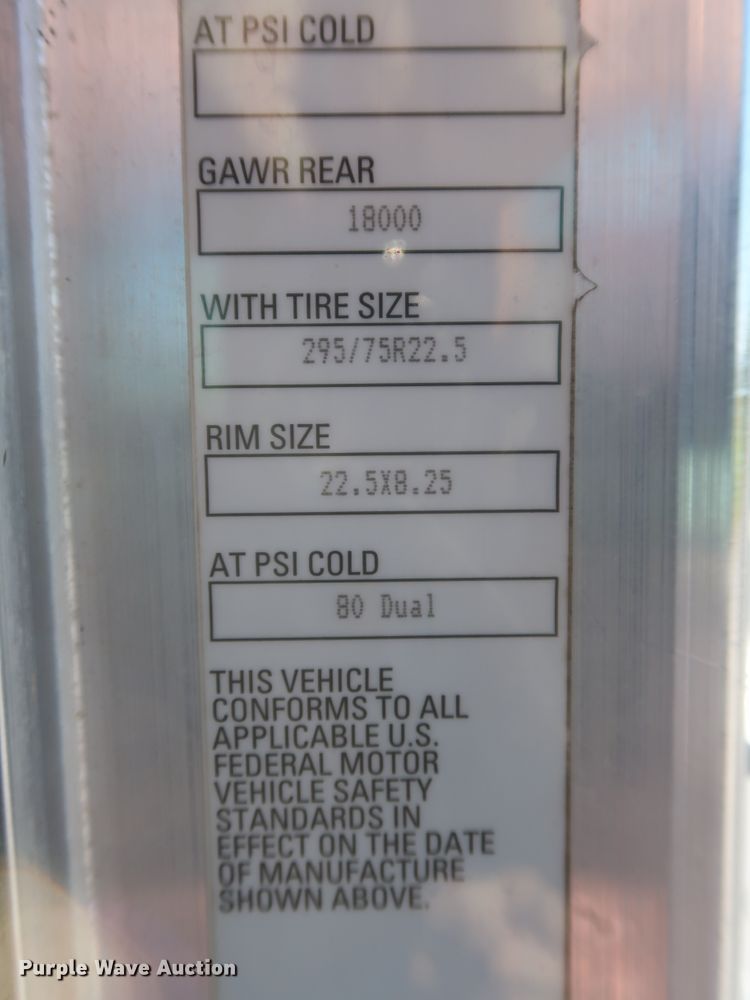 AT PSI COLD
GAWR REAR
18000
WITH TIRE SIZE
295/75R22.5
RIM SIZE
22.5X8.25
AT PSI COLD
80 Dual
THIS VEHICLE
CONFORMS TO ALL
APPLICABLE U.S.
FEDERAL MOTOR
VEHICLE SAFETY
STANDARDS IN
EFFECT ON THE DATE
OF MANUFACTURE
SHOWN ABOVE.
Purple Wave Auction